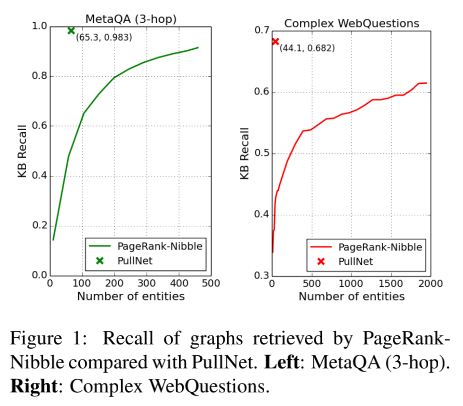 MetaQA (3-hop)
1.0
0.8
0.6
0.4
0.2
0.0
KB Recall
(65.3, 0.983)
PageRank-Nibble
PullNet
0 100 200 300 400 500
Number of entities
Complex WebQuestions
0.7
0.6
0.5
0.4
0.3
KB Recall
(44.1, 0.682)
PageRank-Nibble
PullNet
0 500 1000 1500 2000
Number of entities
Figure 1: Recall of graphs retrieved by PageRank-
Nibble compared with PullNet. Left: MetaQA (3-hop).
Right: Complex WebQuestions.